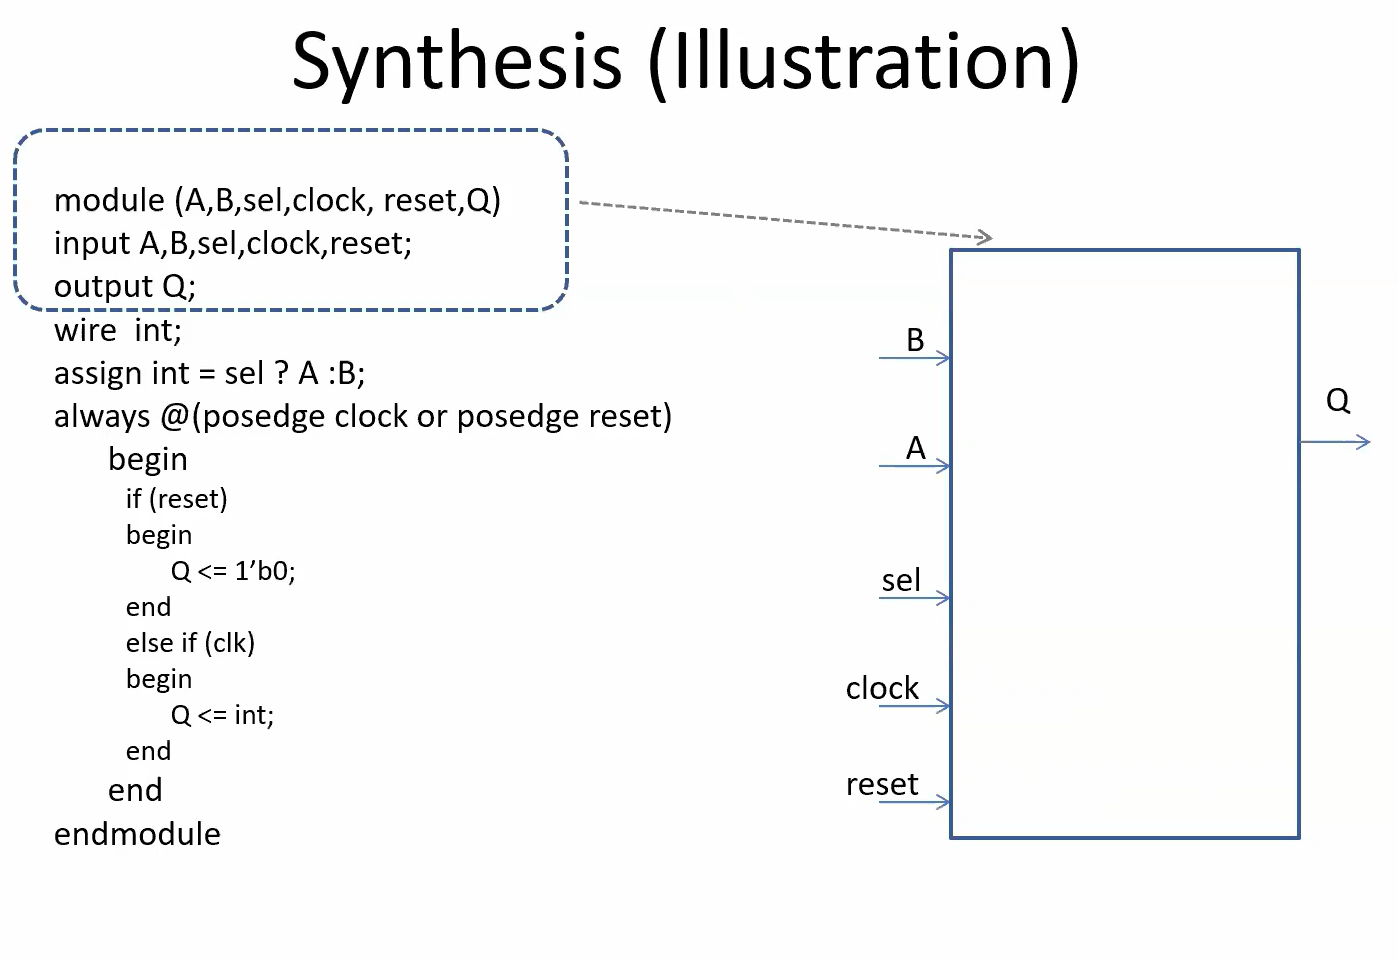 Synthesis (Illustration)
module (A,B,sel,clock, reset,Q)
input A,B,sel,clock,reset;
output Q;
wire  int;
assign int = sel ? A :B;
always @(posedge clock or posedge reset)
begin
if (reset)
begin
Q <= 1’b0;
end
else if (clk)
begin
Q <= int;
end
end
endmodule
B
A
sel
clock
reset
Q